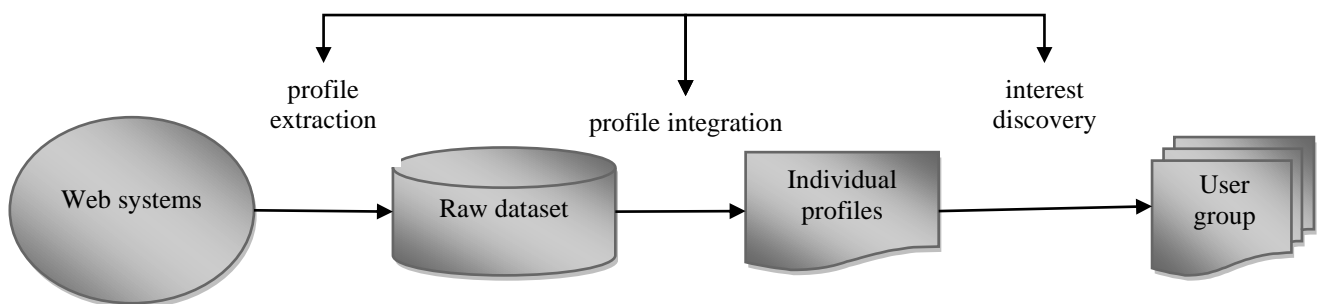 profile
extraction
profile integration
interest
discovery
Web systems
Raw dataset
Individual
profiles
User
group